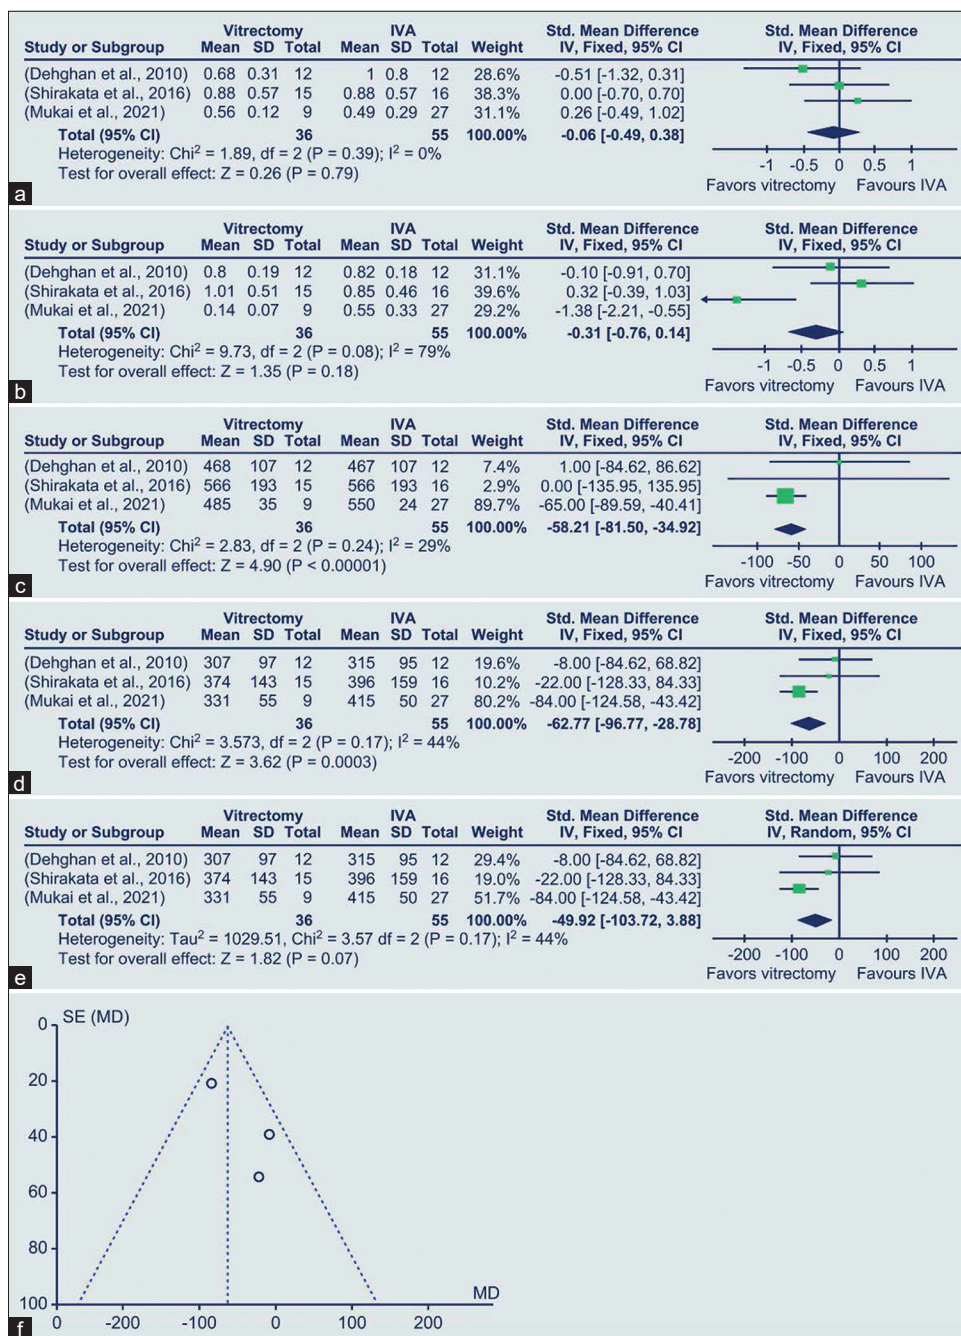 Vitrectomy IVA Std. Mean Difference Std. Mean Difference
Study or Subgroup Mean SD Total Mean SD Total Weight IV, Fixed, 95% CI IV, Fixed, 95% CI
(Dehghan et al., 2010) 0.68 0.31 12 1 0.8 12 28.6% -0.51 [-1.32, 0.31]
(Shirakata et al., 2016) 0.88 0.57 15 0.88 0.57 16 38.3% 0.00 [-0.70, 0.70]
(Mukai et al., 2021) 0.56 0.12 9 0.49 0.29 27 31.1% 0.26 [-0.49, 1.02]
Total (95% CI) 36 55 100.00% -0.06 [-0.49, 0.38]
Heterogeneity: Chi² = 1.89, df = 2 (P = 0.39); I² = 0%
Test for overall effect: Z = 0.26 (P = 0.79)
-1 -0.5 0 0.5 1
Favors vitrectomy Favours IVA
a
Vitrectomy IVA Std. Mean Difference Std. Mean Difference
Study or Subgroup Mean SD Total Mean SD Total Weight IV, Fixed, 95% CI IV, Fixed, 95% CI
(Dehghan et al., 2010) 0.8 0.19 12 0.82 0.18 12 31.1% -0.10 [-0.91, 0.70]
(Shirakata et al., 2016) 1.01 0.51 15 0.85 0.46 16 39.6% 0.32 [-0.39, 1.03]
(Mukai et al., 2021) 0.14 0.07 9 0.55 0.33 27 29.2% -1.38 [-2.21, -0.55]
Total (95% CI) 36 55 100.00% -0.31 [-0.76, 0.14]
Heterogeneity: Chi² = 9.73, df = 2 (P = 0.08); I² = 79%
Test for overall effect: Z = 1.35 (P = 0.18)
-1 -0.5 0 0.5 1
Favors vitrectomy Favours IVA
b
Vitrectomy IVA Std. Mean Difference Std. Mean Difference
Study or Subgroup Mean SD Total Mean SD Total Weight IV, Fixed, 95% CI IV, Fixed, 95% CI
(Dehghan et al., 2010) 468 107 12 467 107 12 7.4% 1.00 [-84.62, 86.62]
(Shirakata et al., 2016) 566 193 15 566 193 16 2.9% 0.00 [-135.95, 135.95]
(Mukai et al., 2021) 485 35 9 550 24 27 89.7% -65.00 [-89.59, -40.41]
Total (95% CI) 36 55 100.00% -58.21 [-81.50, -34.92]
Heterogeneity: Chi² = 2.83, df = 2 (P = 0.24); I² = 29%
Test for overall effect: Z = 4.90 (P < 0.00001)
-100 -50 0 50 100
Favors vitrectomy Favours IVA
c
Vitrectomy IVA Std. Mean Difference Std. Mean Difference
Study or Subgroup Mean SD Total Mean SD Total Weight IV, Fixed, 95% CI IV, Fixed, 95% CI
(Dehghan et al., 2010) 307 97 12 315 95 12 19.6% -8.00 [-84.62, 68.82]
(Shirakata et al., 2016) 374 143 15 396 159 16 10.2% -22.00 [-128.33, 84.33]
(Mukai et al., 2021) 331 55 9 415 50 27 80.2% -84.00 [-124.58, -43.42]
Total (95% CI) 36 55 100.00% -62.77 [-96.77, -28.78]
Heterogeneity: Chi² = 3.573, df = 2 (P = 0.17); I² = 44%
Test for overall effect: Z = 3.62 (P = 0.0003)
-200 -100 0 100 200
Favors vitrectomy Favours IVA
d
Vitrectomy IVA Std. Mean Difference Std. Mean Difference
Study or Subgroup Mean SD Total Mean SD Total Weight IV, Fixed, 95% CI IV, Random, 95% CI
(Dehghan et al., 2010) 307 97 12 315 95 12 29.4% -8.00 [-84.62, 68.82]
(Shirakata et al., 2016) 374 143 15 396 159 16 19.0% -22.00 [-128.33, 84.33]
(Mukai et al., 2021) 331 55 9 415 50 27 51.7% -84.00 [-124.58, -43.42]
Total (95% CI) 36 55 100.00% -49.92 [-103.72, 3.88]
Heterogeneity: Tau² = 1029.51, Chi² = 3.57 df = 2 (P = 0.17); I² = 44%
Test for overall effect: Z = 1.82 (P = 0.07)
-200 -100 0 100 200
Favors vitrectomy Favours IVA
e
SE (MD)
0
20
40
60
80
100
MD
0 -200 -100 0 100 200
f